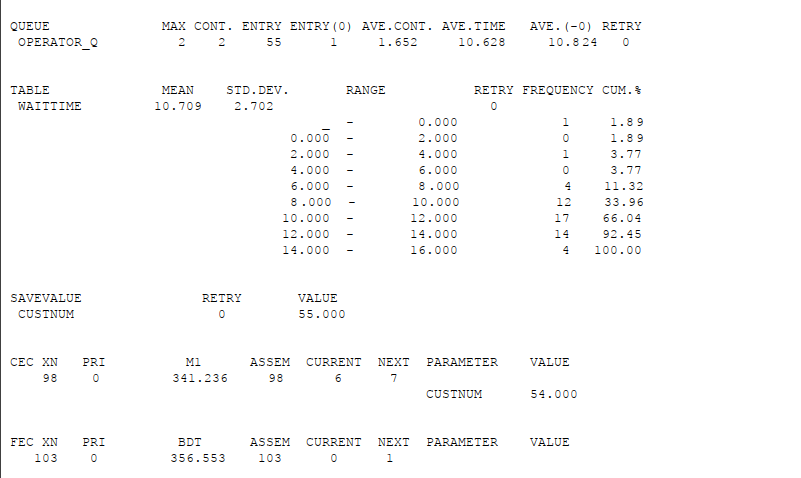 QUEUE MAX CONT. ENTRY ENTRY(0) AVE.CONT. AVE.TIME AVE.(-0) RETRY
OPERATOR_Q 2 2 55 1 1.652 10.628 10.824 0
TABLE MEAN STD.DEV. RANGE RETRY FREQUENCY CUM.%
WAITTIME 10.709 2.702 0
_ - 0.000 1 1.89
0.000 - 2.000 0 1.89
2.000 - 4.000 1 3.77
4.000 - 6.000 0 3.77
6.000 - 8.000 4 11.32
8.000 - 10.000 12 33.96
10.000 - 12.000 17 66.04
12.000 - 14.000 14 92.45
14.000 - 16.000 4 100.00
SAVEVALUE RETRY VALUE
CUSTNUM 0 55.000
CEC XN PRI M1 ASSEM CURRENT NEXT PARAMETER VALUE
98 0 341.236 98 6 7
CUSTNUM 54.000
FEC XN PRI BDT ASSEM CURRENT NEXT PARAMETER VALUE
103 0 356.553 103 0 1